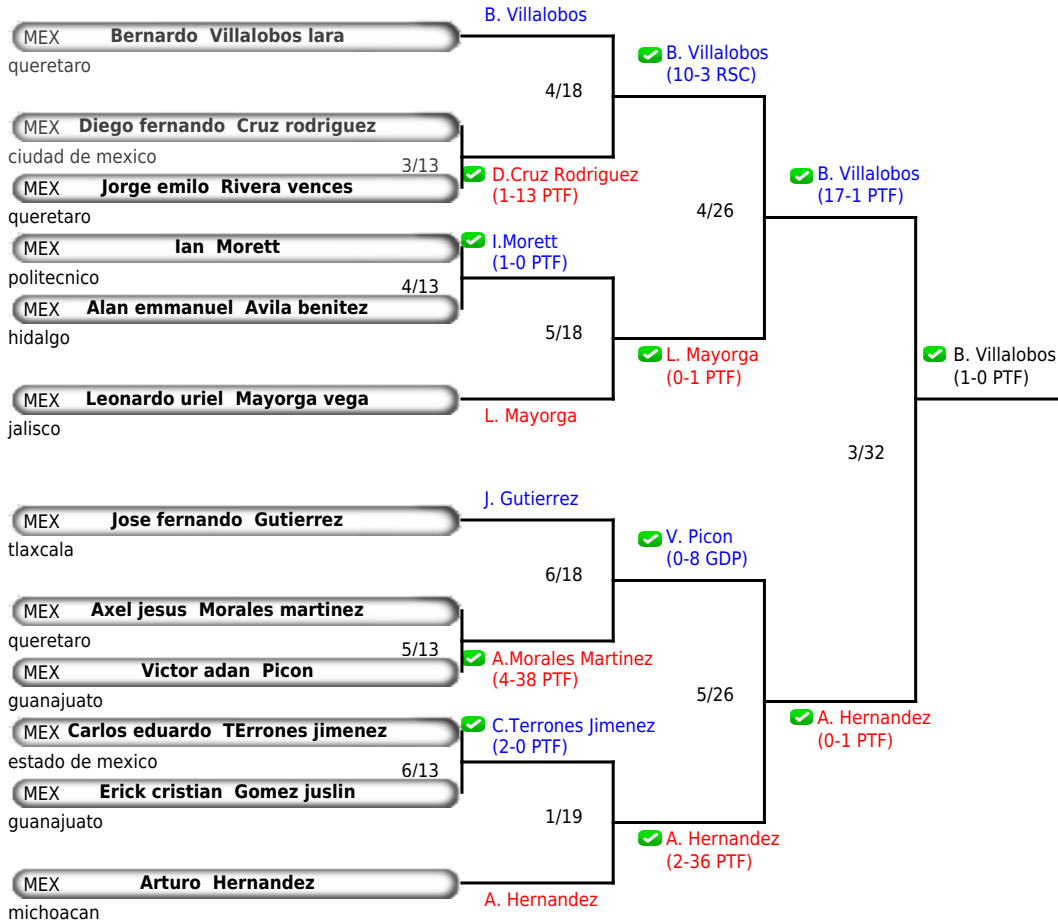 B. Villalobos
MEX Bernardo Villalobos lara
queretaro
B. Villalobos
(10-3 RSC)
4/18
MEX Diego fernando Cruz rodriguez
ciudad de mexico
3/13
D.Cruz Rodriguez
(1-13 PTF)
MEX Jorge emilo Rivera vences
queretaro
B. Villalobos
(17-1 PTF)
4/26
MEX Ian Morett
politecnico
I.Morett
(1-0 PTF)
4/13
MEX Alan emmanuel Avila benitez
hidalgo
5/18
L. Mayorga
(0-1 PTF)
B. Villalobos
(1-0 PTF)
MEX Leonardo uriel Mayorga vega
jalisco
L. Mayorga
3/32
J. Gutierrez
MEX Jose fernando Gutierrez
tlaxcala
V. Picon
(0-8 GDP)
6/18
MEX Axel jesus Morales martinez
queretaro
5/13
A.Morales Martinez
(4-38 PTF)
MEX Victor adan Picon
guanajuato
5/26
MEX Carlos eduardo TErrones jimenez
estado de mexico
C.Terrones Jimenez
(2-0 PTF)
A. Hernandez
(0-1 PTF)
6/13
MEX Erick cristian Gomez juslin
guanajuato
1/19
A. Hernandez
(2-36 PTF)
MEX Arturo Hernandez
michoacan
A. Hernandez